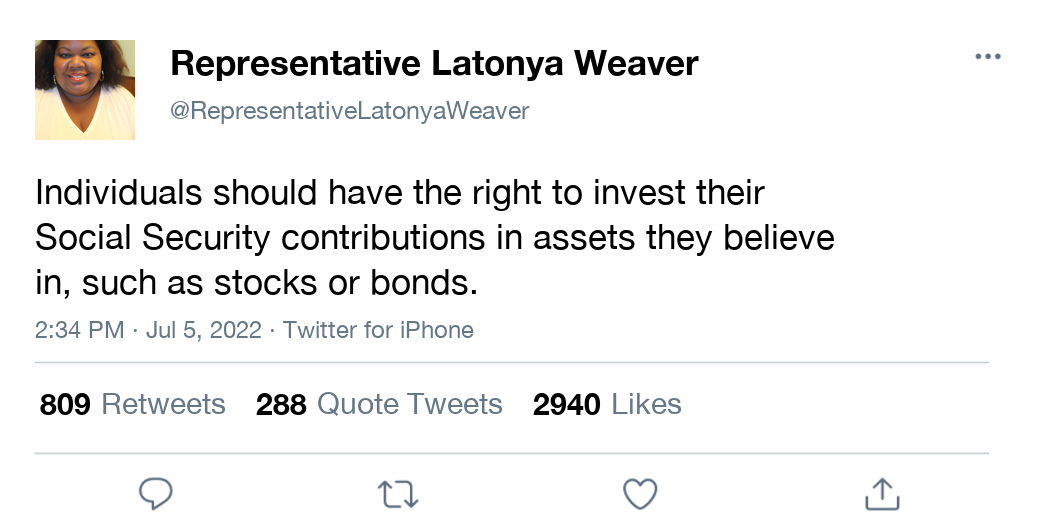 Representative Latonya Weaver
@RepresentativeLatonyaWeaver
Individuals should have the right to invest their
Social Security contributions in assets they believe
in, such as stocks or bonds.
2:34 PM · Jul 5, 2022 · Twitter for iPhone
809 Retweets 288 Quote Tweets 2940 Likes